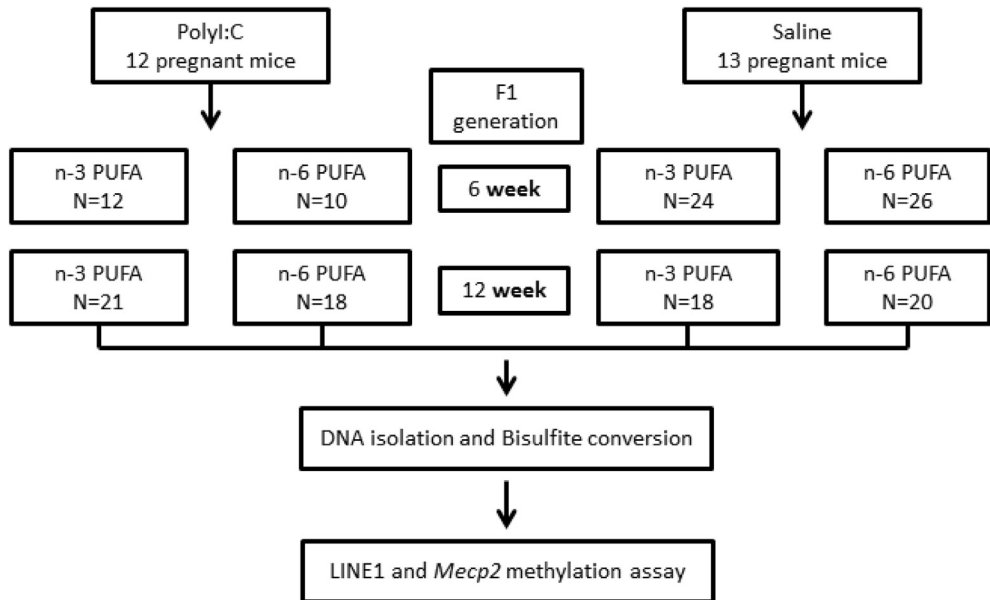 PolyI:C
12 pregnant mice
Saline
13 pregnant mice
F1
generation
n-3 PUFA
N=12
n-6 PUFA
N=10
6 week
n-3 PUFA
N=24
n-6 PUFA
N=26
n-3 PUFA
N=21
n-6 PUFA
N=18
12 week
n-3 PUFA
N=18
n-6 PUFA
N=20
DNA isolation and Bisulfite conversion
LINE1 and Mecp2 methylation assay